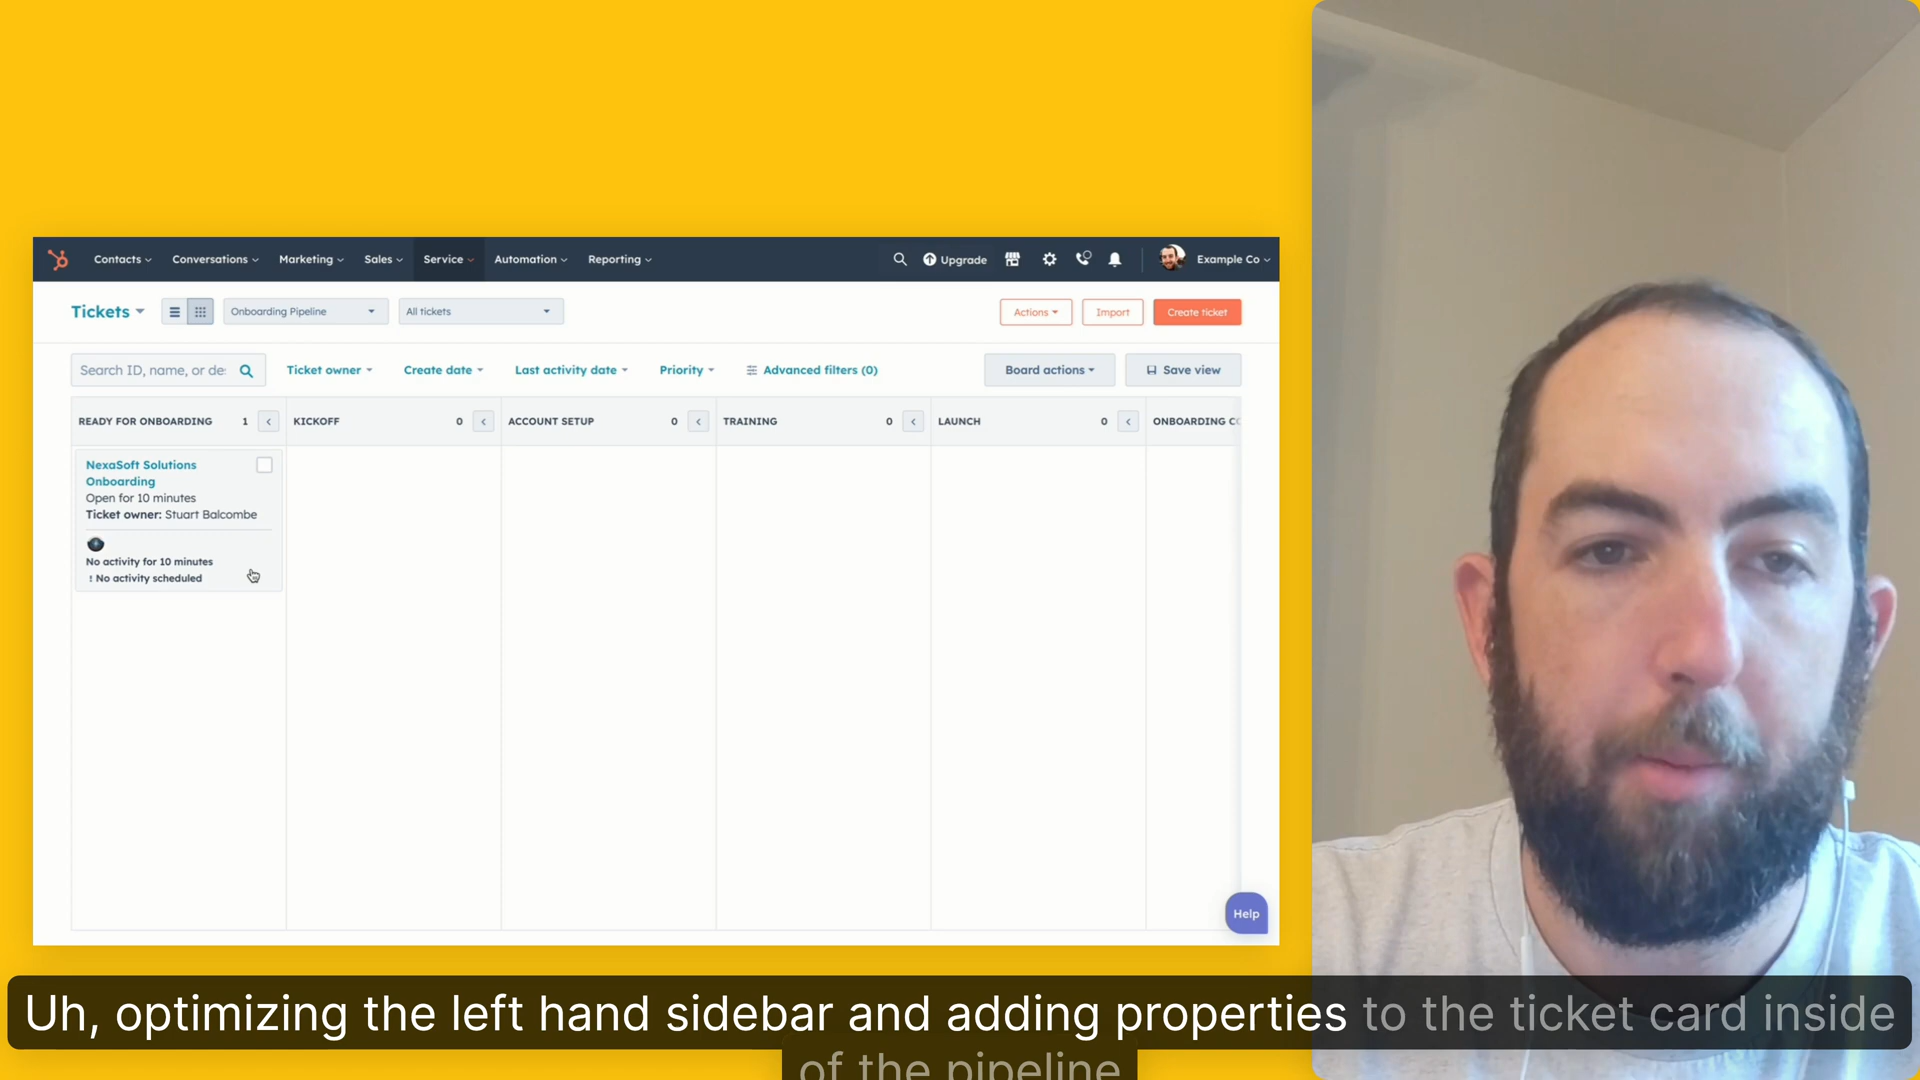 Contacts
Conversations
Marketing
Sales
Service
Automation
Reporting
Upgrade
Example Co
Tickets
Onboarding Pipeline
All tickets
Actions
Import
Create ticket
Search ID, name, or de
Ticket owner
Create date
Last activity date
Priority
Advanced filters (0)
Board actions
Save view
READY FOR ONBOARDING 1
KICKOFF 0
ACCOUNT SETUP 0
TRAINING 0
LAUNCH 0
ONBOARDING C
NexaSoft Solutions
Onboarding
Open for 10 minutes
Ticket owner: Stuart Balcombe
No activity for 10 minutes
! No activity scheduled
Help
Uh, optimizing the left hand sidebar and adding properties to the ticket card inside
of the pipeline